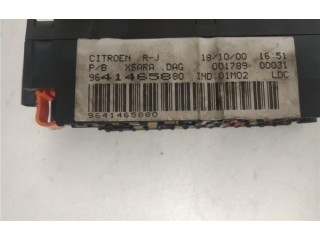 CITROEN R-J 18/10/00 16:51
P/B XSARA DAG 001789 00031
9641465880 IND:01M02 LDC
9641465880